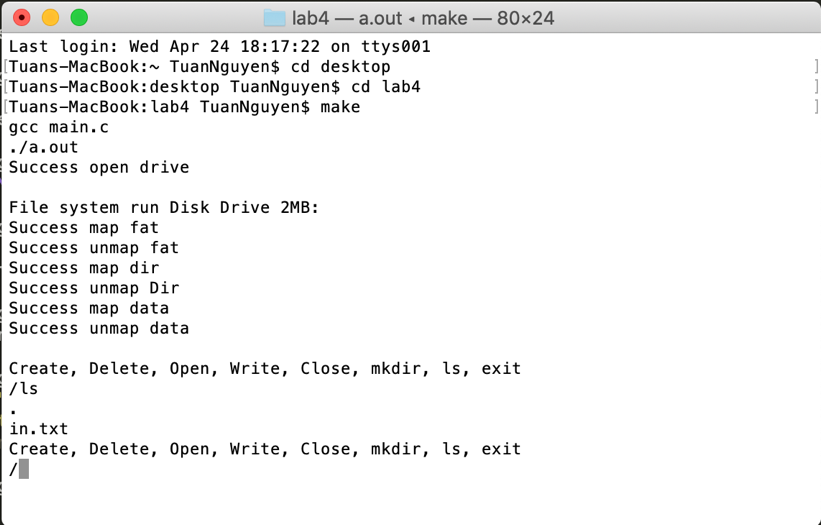 lab4 — a.out ◂ make — 80×24
Last login: Wed Apr 24 18:17:22 on ttys001
[Tuans-MacBook:~ TuanNguyen$ cd desktop ]
[Tuans-MacBook:desktop TuanNguyen$ cd lab4 ]
[Tuans-MacBook:lab4 TuanNguyen$ make ]
gcc main.c
./a.out
Success open drive
File system run Disk Drive 2MB:
Success map fat
Success unmap fat
Success map dir
Success unmap Dir
Success map data
Success unmap data
Create, Delete, Open, Write, Close, mkdir, ls, exit
/ls
.
in.txt
Create, Delete, Open, Write, Close, mkdir, ls, exit
/